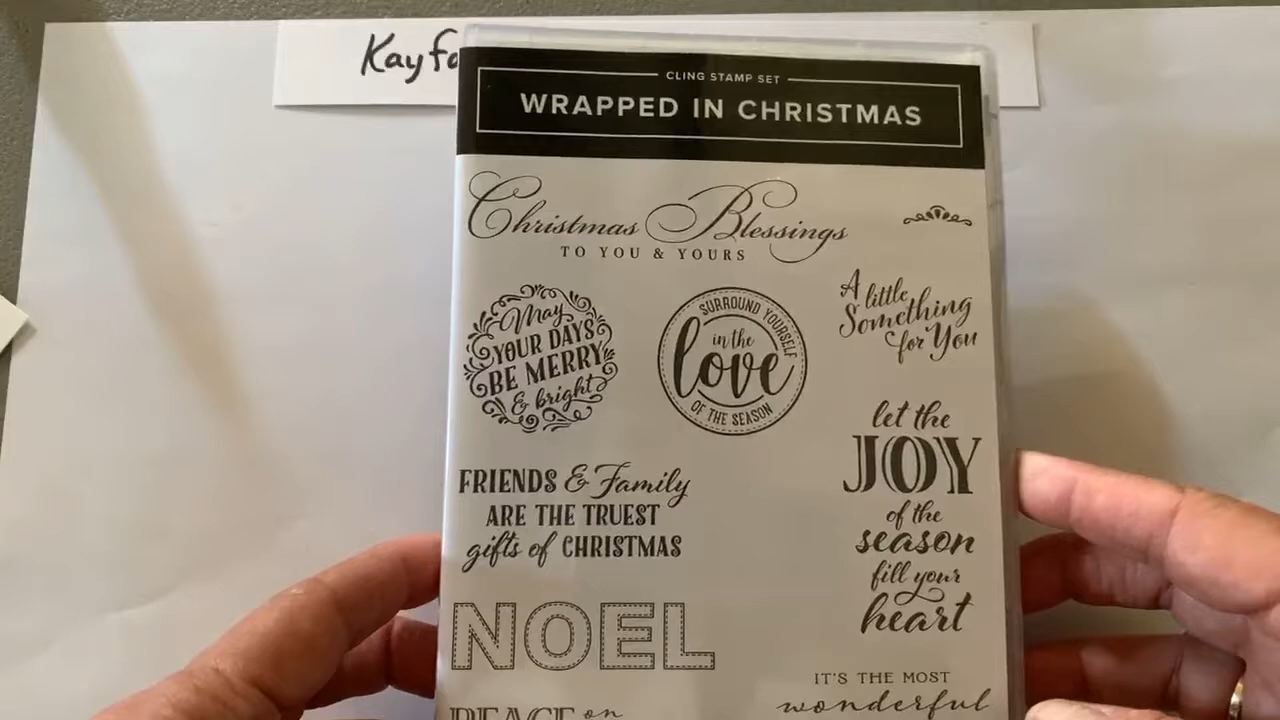 CLING STAMP SET
WRAPPED IN CHRISTMAS
Christmas Blessings
TO YOU & YOURS
May
YOUR DAYS
BE MERRY
& bright
SURROUND YOURSELF
in the
love
OF THE SEASON
A little
Something
for You
let the
JOY
of the
season
fill your
heart
FRIENDS & Family
ARE THE TRUEST
gifts of CHRISTMAS
NOEL
PEACE on
IT'S THE MOST
wonderful